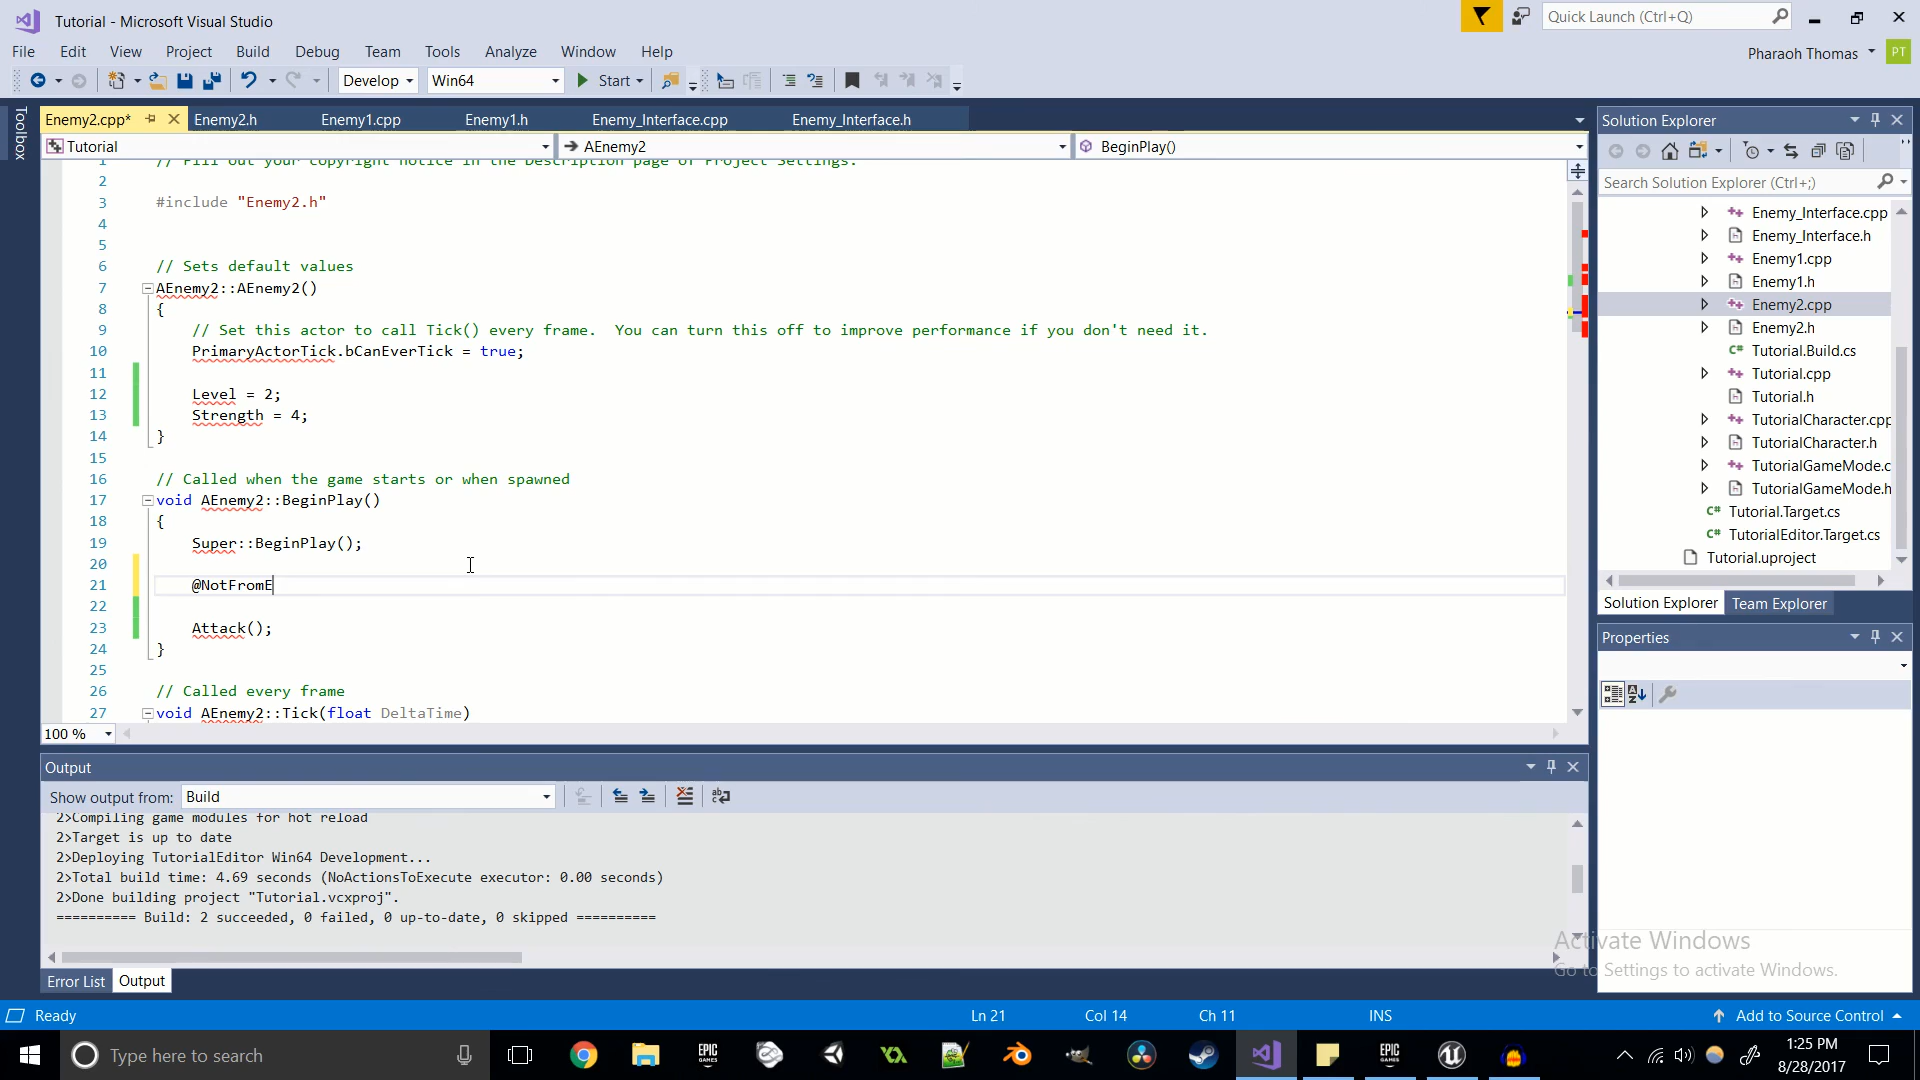 Tutorial - Microsoft Visual Studio
Quick Launch (Ctrl+Q)
File Edit View Project Build Debug Team Tools Analyze Window Help
Pharaoh Thomas PT
Develop Win64 Start
Toolbox
Enemy2.cpp* Enemy2.h Enemy1.cpp Enemy1.h Enemy_Interface.cpp Enemy_Interface.h
Tutorial AEnemy2 BeginPlay()
1 // Fill out your copyright notice in the Description page of Project Settings.
2
3 #include "Enemy2.h"
4
5
6 // Sets default values
7 AEnemy2::AEnemy2()
8 {
9 // Set this actor to call Tick() every frame.  You can turn this off to improve performance if you don't need it.
10 PrimaryActorTick.bCanEverTick = true;
11
12 Level = 2;
13 Strength = 4;
14 }
15
16 // Called when the game starts or when spawned
17 void AEnemy2::BeginPlay()
18 {
19 Super::BeginPlay();
20
21 @NotFromE
22
23 Attack();
24 }
25
26 // Called every frame
27 void AEnemy2::Tick(float DeltaTime)
100 %
Output
Show output from: Build
2>Compiling game modules for hot reload
2>Target is up to date
2>Deploying TutorialEditor Win64 Development...
2>Total build time: 4.69 seconds (NoActionsToExecute executor: 0.00 seconds)
2>Done building project "Tutorial.vcxproj".
========== Build: 2 succeeded, 0 failed, 0 up-to-date, 0 skipped ==========
Error List Output
Solution Explorer
Search Solution Explorer (Ctrl+;)
Enemy_Interface.cpp
Enemy_Interface.h
Enemy1.cpp
Enemy1.h
Enemy2.cpp
Enemy2.h
Tutorial.Build.cs
Tutorial.cpp
Tutorial.h
TutorialCharacter.cpp
TutorialCharacter.h
TutorialGameMode.c
TutorialGameMode.h
Tutorial.Target.cs
TutorialEditor.Target.cs
Tutorial.uproject
Solution Explorer Team Explorer
Properties
Activate Windows
Go to Settings to activate Windows.
Ready Ln 21 Col 14 Ch 11 INS Add to Source Control
Type here to search
EPIC GAMES
EPIC GAMES
1:25 PM
8/28/2017